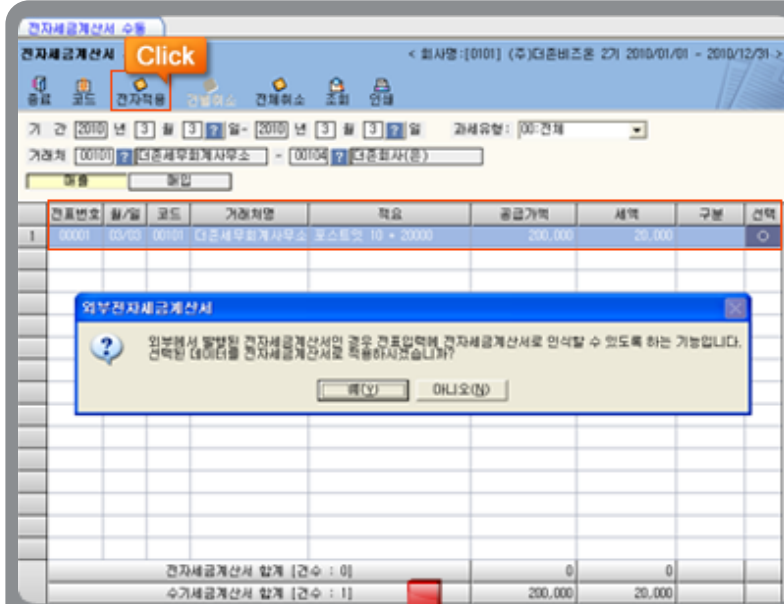 전자세금계산서 수동
전자세금계산서 Click < 회사명:[0101] (주)더존비즈온 2기 2010/01/01 - 2010/12/31 >
종료 코드 전자적용 건별취소 전체취소 조회 인쇄
기 간 2010 년 3 월 3 ? 일- 2010 년 3 월 3 ? 일 과세유형: 00:전체
거래처 00101 ? 더존세무회계사무소 - 00104 ? 더존회사(은)
매출 매입
전표번호 월/일 코드 거래처명 적요 공급가액 세액 구분 선택
1 00001 03/03 00101 더존세무회계사무소 포스트잇 10 * 20000 200,000 20,000 ○
외부전자세금계산서
외부에서 발행된 전자세금계산서인 경우 전표입력에 전자세금계산서로 인식할 수 있도록 하는 기능입니다.
선택된 데이터를 전자세금계산서로 적용하시겠습니까?
예(Y) 아니오(N)
전자세금계산서 합계 [건수 : 0] 0 0
수기세금계산서 합계 [건수 : 1] 200,000 20,000